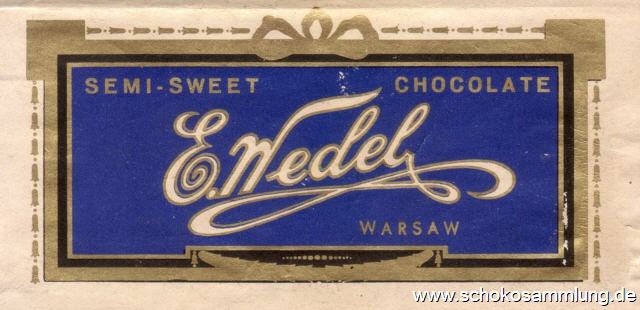 SEMI-SWEET CHOCOLATE
E. Wedel
WARSAW
www.schokosammlung.de